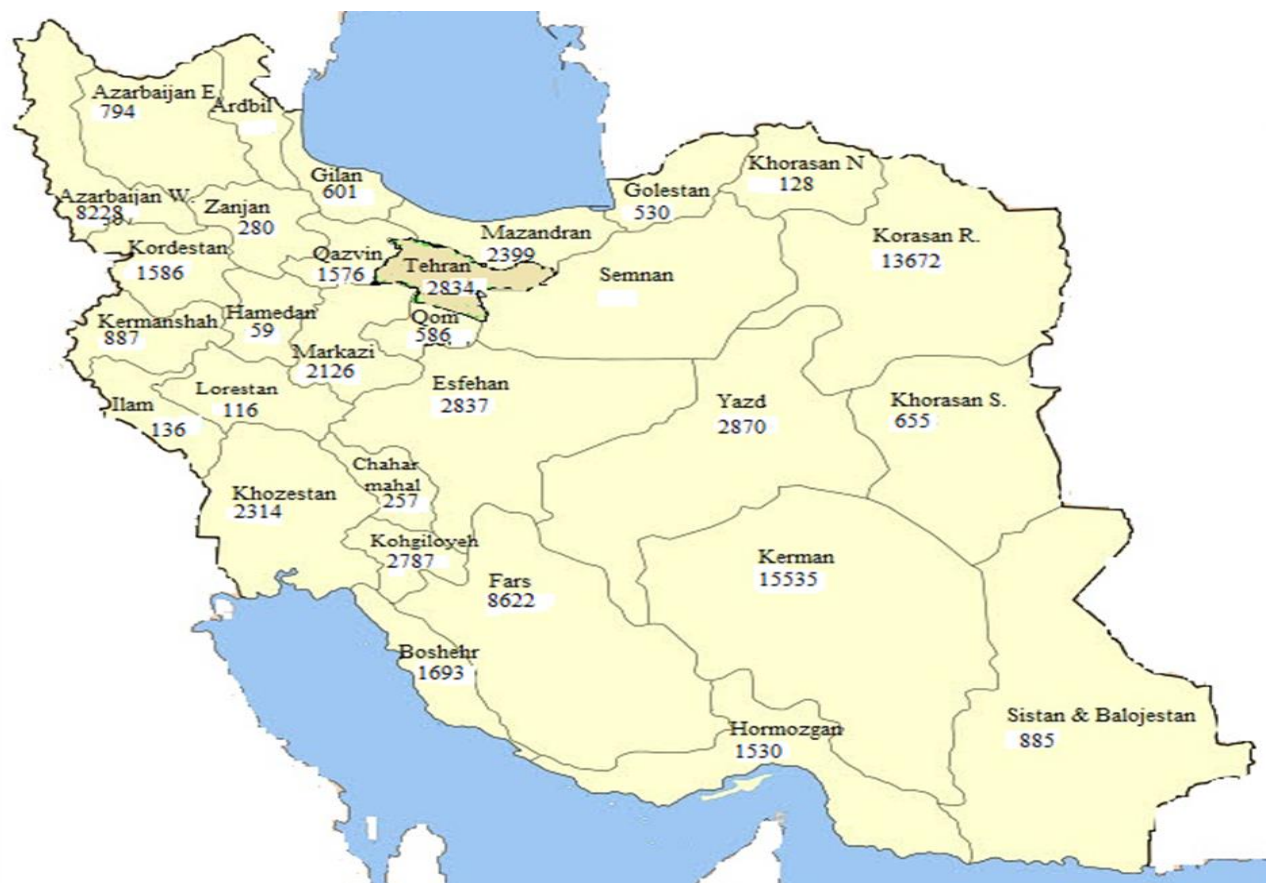 Azarbaijan E.
794
Ardbil
Gilan
601
Khorasan N
128
Golestan
530
Azarbaijan W.
8228
Zanjan
280
Mazandran
2399
Korasan R.
13672
Kordestan
1586
Qazvin
1576
Tehran
2834
Semnan
Kermanshah
887
Hamedan
59
Qom
586
Markazi
2126
Esfehan
2837
Lorestan
116
Ilam
136
Yazd
2870
Khorasan S.
655
Chahar
mahal
257
Khozestan
2314
Kohgiloyeh
2787
Fars
8622
Kerman
15535
Boshehr
1693
Hormozgan
1530
Sistan & Balojestan
885